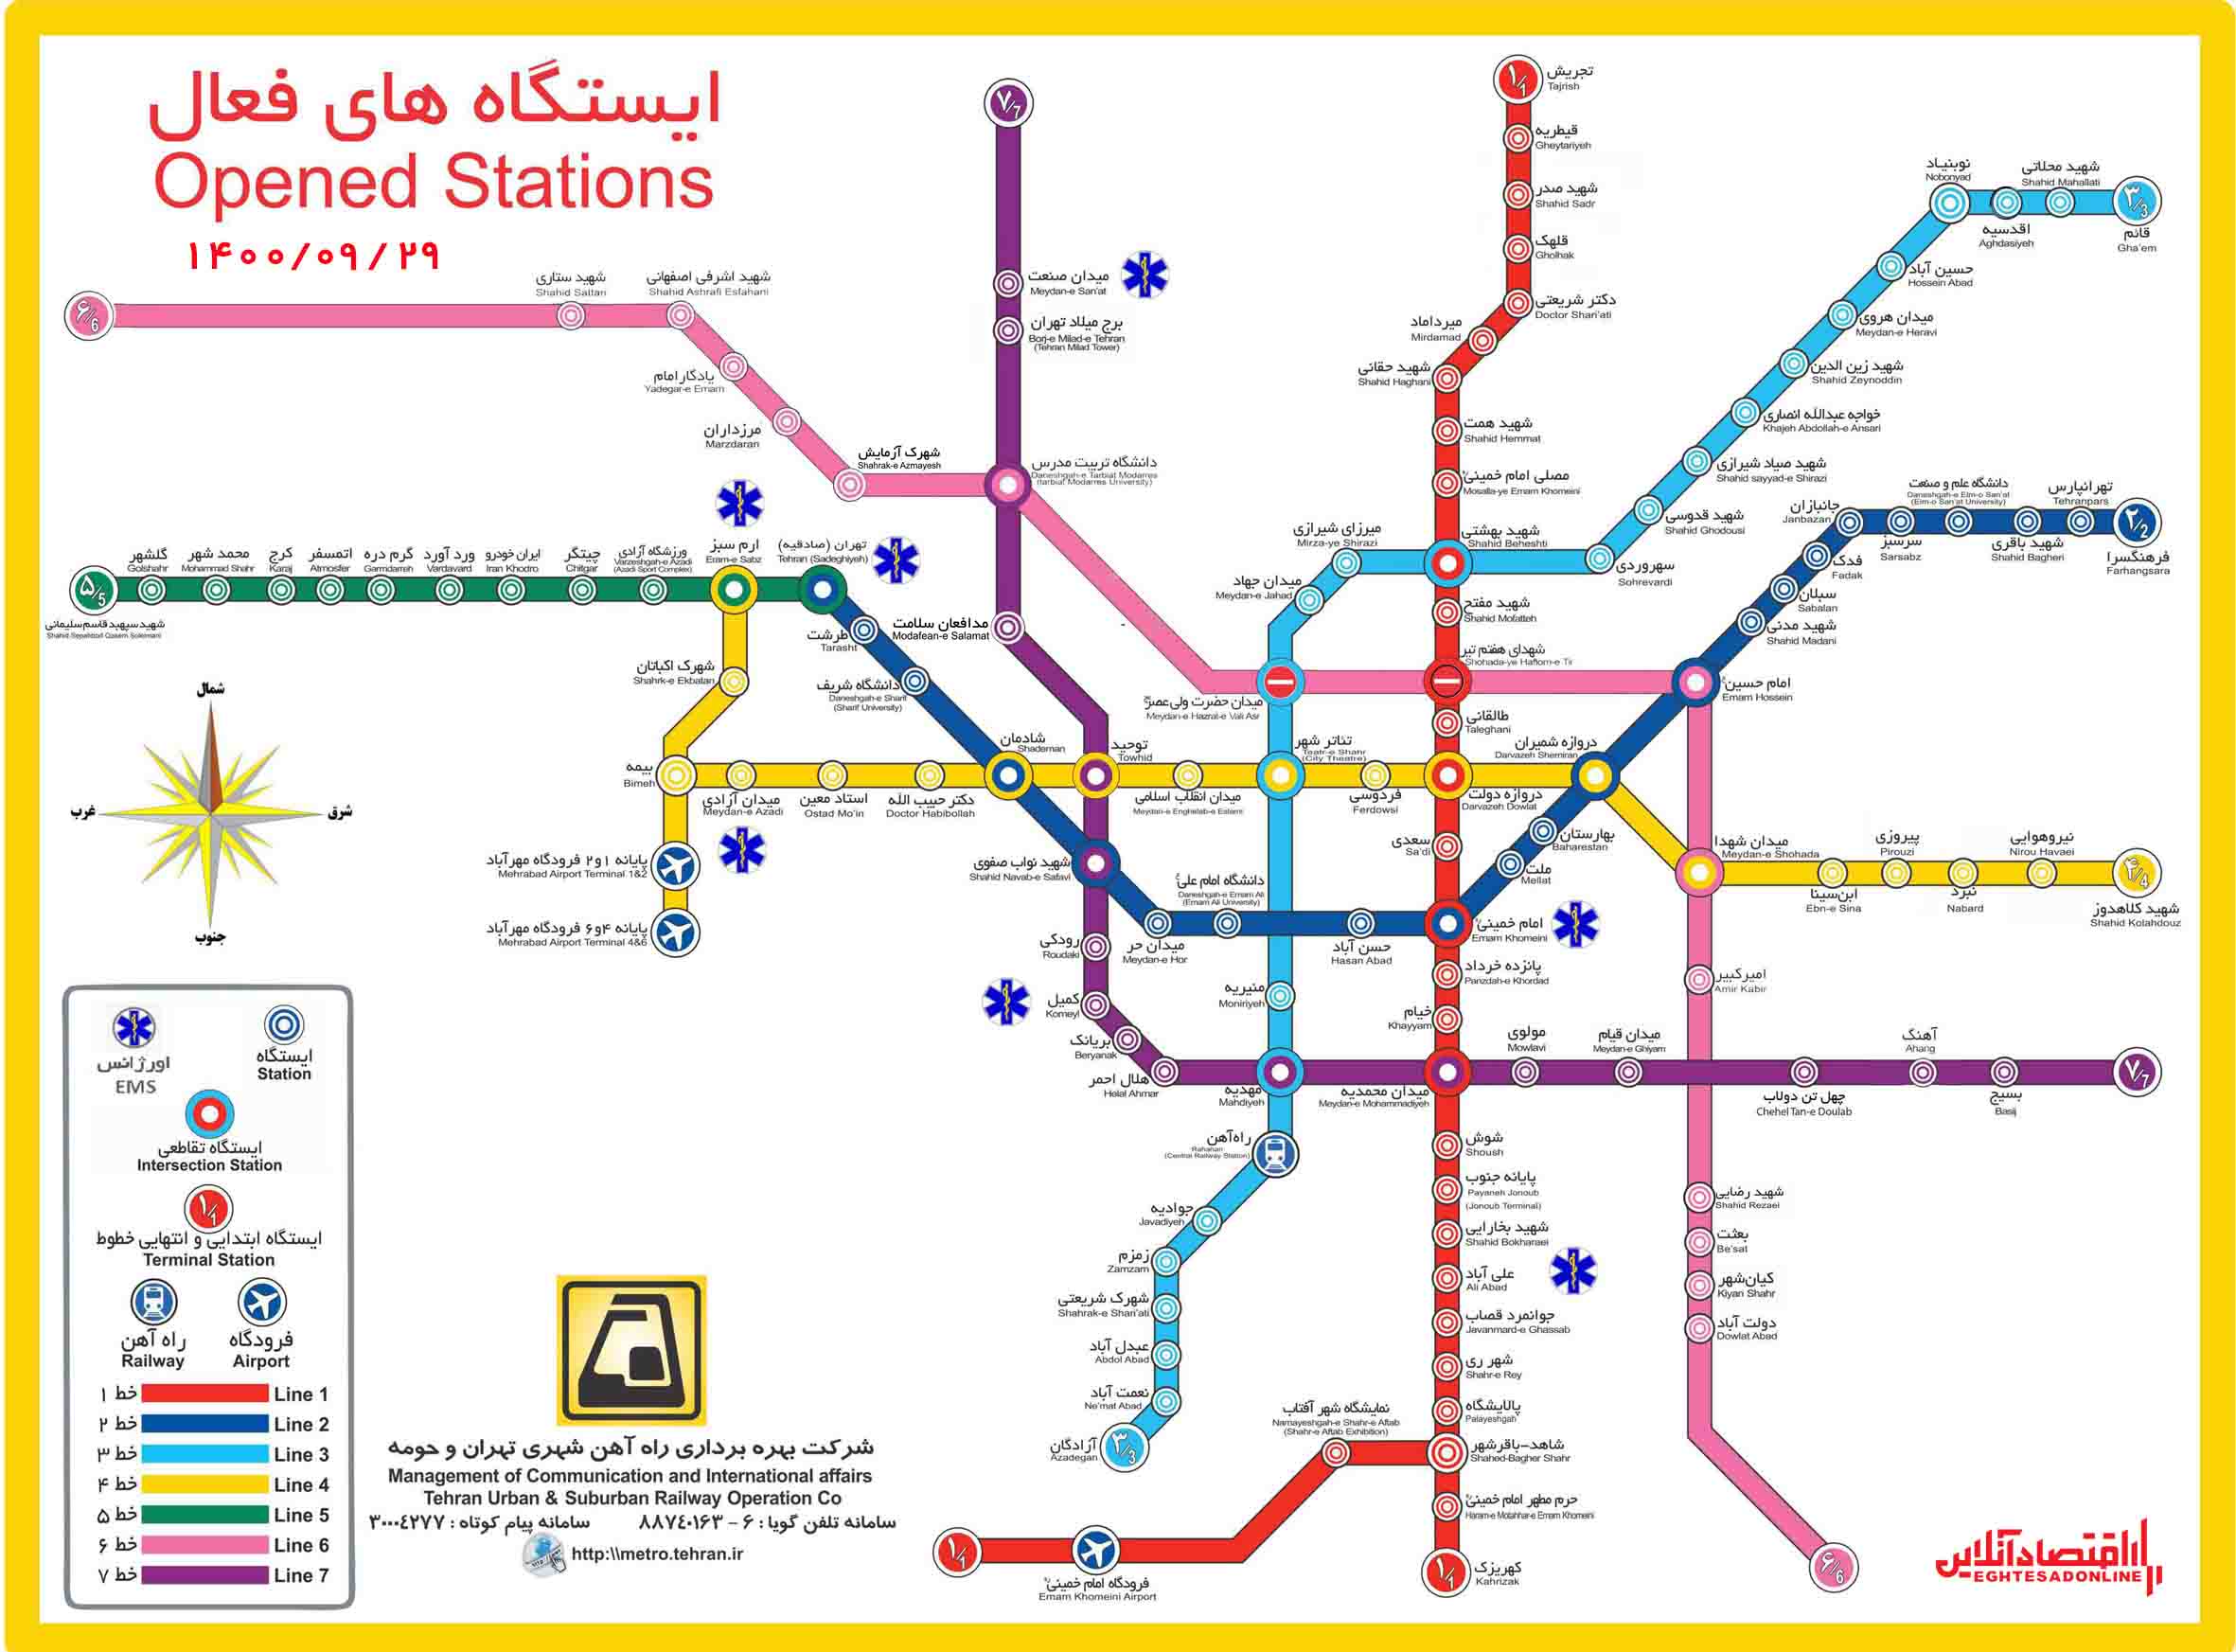 ایستگاه های فعال
Opened Stations
۱۴۰۰/۰۹/۲۹
۷/7
۱/1
تجریش
Tajrish
قیطریه
Gheytariyeh
شهید صدر
Shahid Sadr
قلهک
Gholhak
دکتر شریعتی
Doctor Shari'ati
میرداماد
Mirdamad
شهید حقانی
Shahid Haghani
شهید همت
Shahid Hemmat
مصلی امام خمینی
Mosalla-ye Emam Khomeini
شهید بهشتی
Shahid Beheshti
شهید مفتح
Shahid Mofatteh
شهدای هفتم تیر
Shohada-ye Haftom-e Tir
طالقانی
Taleghani
دروازه دولت
Darvazeh Dowlat
سعدی
Sa'di
امام خمینی
Emam Khomeini
پانزده خرداد
Panzdah-e Khordad
خیام
Khayyam
میدان محمدیه
Meydan-e Mohammadiyeh
شوش
Shoush
پایانه جنوب
Payaneh Jonoub
(Jonoub Terminal)
شهید بخارایی
Shahid Bokharaei
علی آباد
Ali Abad
جوانمرد قصاب
Javanmard-e Ghassab
شهر ری
Shahr-e Rey
پالایشگاه
Palayeshgah
شاهد-باقرشهر
Shahed-Bagher Shahr
حرم مطهر امام خمینی
Haram-e Motahhar-e Emam Khomeini
کهریزک
Kahrizak
۱/1
نمایشگاه شهر آفتاب
Namayeshgah-e Shahr-e Aftab
(Shahr-e Aftab Exhibition)
فرودگاه امام خمینی
Emam Khomeini Airport
۱/1
نوبنیاد
Nobonyad
شهید محلاتی
Shahid Mahallati
اقدسیه
Aghdasiyeh
۳/3
قائم
Gha'em
حسین آباد
Hossein Abad
میدان هروی
Meydan-e Heravi
شهید زین الدین
Shahid Zeynoddin
خواجه عبدالله انصاری
Khajeh Abdollah-e Ansari
شهید صیاد شیرازی
Shahid sayyad-e Shirazi
شهید قدوسی
Shahid Ghodousi
سهروردی
Sohrevardi
میرزای شیرازی
Mirza-ye Shirazi
میدان جهاد
Meydan-e Jahad
میدان حضرت ولی عصر
Meydan-e Hazrat-e Vali Asr
تئاتر شهر
Teatr-e Shahr
(City Theatre)
منیریه
Moniriyeh
مهدیه
Mahdiyeh
راه‌آهن
Rahahan
(Central Railway Station)
جوادیه
Javadiyeh
زمزم
Zamzam
شهرک شریعتی
Shahrak-e Shari'ati
عبدل آباد
Abdol Abad
نعمت آباد
Ne'mat Abad
آزادگان
Azadegan
۳/3
۶/6
شهید ستاری
Shahid Sattari
شهید اشرفی اصفهانی
Shahid Ashrafi Esfahani
یادگار امام
Yadegar-e Emam
مرزداران
Marzdaran
شهرک آزمایش
Shahrak-e Azmayesh
دانشگاه تربیت مدرس
Daneshgah-e Tarbiat Modarres
(tarbiat Modarres University)
میدان صنعت
Meydan-e San'at
برج میلاد تهران
Borj-e Milad-e Tehran
(Tehran Milad Tower)
مدافعان سلامت
Modafean-e Salamat
۵/5
شهید سپهبد قاسم سلیمانی
Shahid Sepahbod Qasem Soleimani
گلشهر
Golshahr
محمد شهر
Mohammad Shahr
کرج
Karaj
اتمسفر
Atmosfer
گرم دره
Garmdarreh
ورد آورد
Vardavard
ایران خودرو
Iran Khodro
چیتگر
Chitgar
ورزشگاه آزادی
Varzeshgah-e Azadi
(Azadi Sport Complex)
ارم سبز
Eram-e Sabz
تهران (صادقیه)
Tehran (Sadeghiyeh)
طرشت
Tarasht
دانشگاه شریف
Daneshgah-e Sharif
(Sharif University)
شهرک اکباتان
Shahrk-e Ekbatan
بیمه
Bimeh
میدان آزادی
Meydan-e Azadi
استاد معین
Ostad Mo'in
دکتر حبیب الله
Doctor Habibollah
شادمان
Shademan
توحید
Towhid
میدان انقلاب اسلامی
Meydan-e Enghelab-e Eslami
فردوسی
Ferdowsi
دروازه شمیران
Darvazeh Shemiran
پایانه ۱و۲ فرودگاه مهرآباد
Mehrabad Airport Terminal 1&2
پایانه ۴و۶ فرودگاه مهرآباد
Mehrabad Airport Terminal 4&6
جانبازان
Janbazan
دانشگاه علم و صنعت
Daneshgah-e Elm-o San'at
(Elm-o San'at University)
تهرانپارس
Tehranpars
سرسبز
Sarsabz
شهید باقری
Shahid Bagheri
۲/2
فرهنگسرا
Farhangsara
فدک
Fadak
سبلان
Sabalan
شهید مدنی
Shahid Madani
امام حسین
Emam Hossein
بهارستان
Baharestan
ملت
Mellat
میدان شهدا
Meydan-e Shohada
پیروزی
Pirouzi
نیروهوایی
Nirou Havaei
ابن‌سینا
Ebn-e Sina
نبرد
Nabard
۴/4
شهید کلاهدوز
Shahid Kolahdouz
شهید نواب صفوی
Shahid Navab-e Safavi
دانشگاه امام علی
Daneshgah-e Emam Ali
(Emam Ali University)
میدان حر
Meydan-e Hor
حسن آباد
Hasan Abad
رودکی
Roudaki
کمیل
Komeyl
بریانک
Beryanak
هلال احمر
Helal Ahmar
مولوی
Mowlavi
میدان قیام
Meydan-e Ghiyam
چهل تن دولاب
Chehel Tan-e Doulab
آهنگ
Ahang
بسیج
Basij
۷/7
امیرکبیر
Amir Kabir
شهید رضایی
Shahid Rezaei
بعثت
Be'sat
کیان‌شهر
Kiyan Shahr
دولت آباد
Dowlat Abad
۶/6
شمال
شرق
غرب
جنوب
اورژانس
EMS
ایستگاه
Station
ایستگاه تقاطعی
Intersection Station
۱/1
ایستگاه ابتدایی و انتهایی خطوط
Terminal Station
راه آهن
Railway
فرودگاه
Airport
خط ۱ Line 1
خط ۲ Line 2
خط ۳ Line 3
خط ۴ Line 4
خط ۵ Line 5
خط ۶ Line 6
خط ۷ Line 7
شرکت بهره برداری راه آهن شهری تهران و حومه
Management of Communication and International affairs
Tehran Urban & Suburban Railway Operation Co
سامانه تلفن گویا : ۶ - ۸۸۷٤۰۱۶۳ سامانه پیام کوتاه : ۳۰۰۰٤۲۷۷
http:\\metro.tehran.ir
اقتصادآنلاین
EGHTESADONLINE